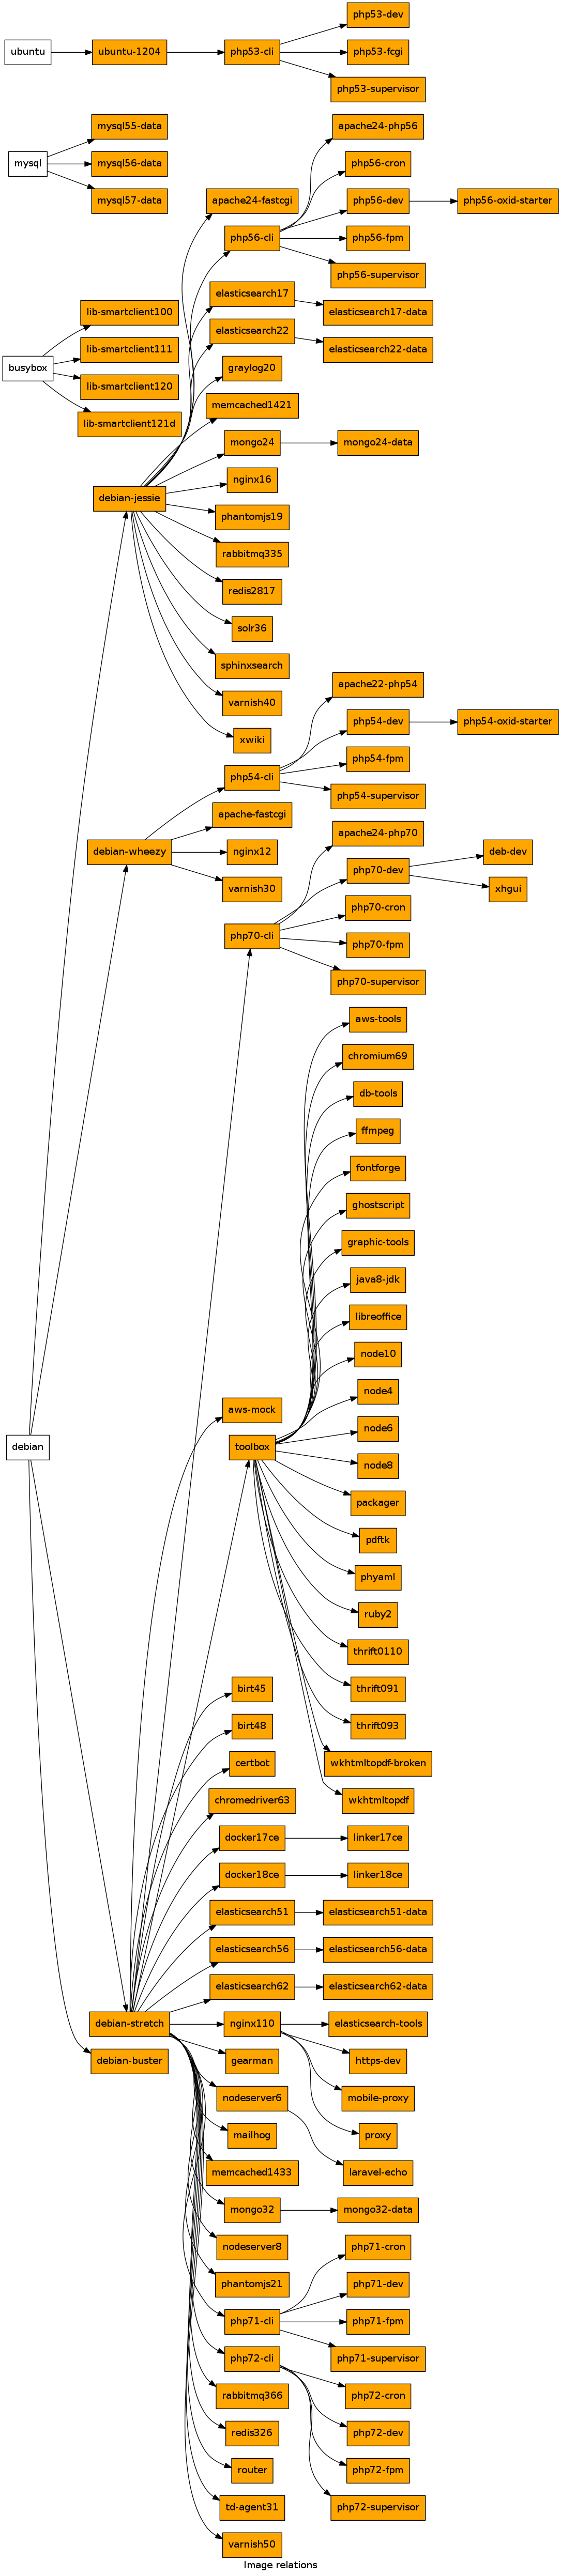 php53-dev
ubuntu
ubuntu-1204
php53-cli
php53-fcgi
php53-supervisor
mysql55-data
apache24-php56
mysql
mysql56-data
php56-cron
mysql57-data
apache24-fastcgi
php56-dev
php56-oxid-starter
php56-cli
php56-fpm
php56-supervisor
elasticsearch17
lib-smartclient100
elasticsearch17-data
elasticsearch22
lib-smartclient111
elasticsearch22-data
busybox
graylog20
lib-smartclient120
memcached1421
lib-smartclient121d
mongo24
mongo24-data
nginx16
debian-jessie
phantomjs19
rabbitmq335
redis2817
solr36
sphinxsearch
apache22-php54
varnish40
php54-dev
php54-oxid-starter
xwiki
php54-fpm
php54-cli
php54-supervisor
apache-fastcgi
apache24-php70
debian-wheezy
nginx12
deb-dev
php70-dev
varnish30
xhgui
php70-cron
php70-cli
php70-fpm
php70-supervisor
aws-tools
chromium69
db-tools
ffmpeg
fontforge
ghostscript
graphic-tools
java8-jdk
libreoffice
node10
node4
aws-mock
node6
debian
toolbox
node8
packager
pdftk
phyaml
ruby2
thrift0110
birt45
thrift091
birt48
thrift093
certbot
wkhtmltopdf-broken
chromedriver63
wkhtmltopdf
docker17ce
linker17ce
docker18ce
linker18ce
elasticsearch51
elasticsearch51-data
elasticsearch56
elasticsearch56-data
elasticsearch62
elasticsearch62-data
debian-stretch
nginx110
elasticsearch-tools
debian-buster
gearman
https-dev
nodeserver6
mobile-proxy
mailhog
proxy
memcached1433
laravel-echo
mongo32
mongo32-data
nodeserver8
php71-cron
phantomjs21
php71-dev
php71-cli
php71-fpm
php72-cli
php71-supervisor
rabbitmq366
php72-cron
redis326
php72-dev
router
php72-fpm
td-agent31
php72-supervisor
varnish50
Image relations